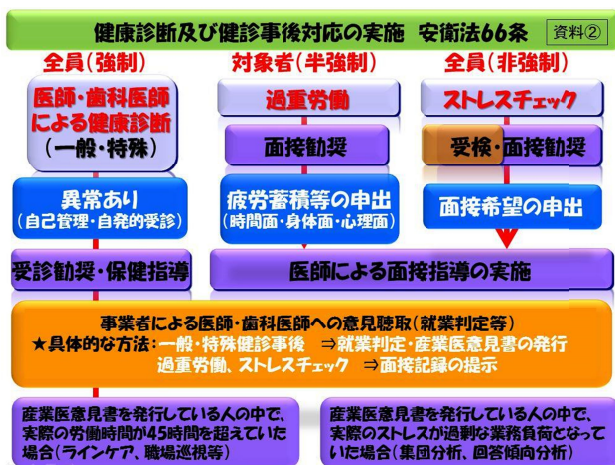 健康診断及び健診事後対応の実施 安衛法66条 資料②
全員(強制)
対象者(半強制)
全員(非強制)
医師・歯科医師
による健康診断
(一般・特殊)
過重労働
ストレスチェック
面接勧奨
受検・面接勧奨
異常あり
(自己管理・自発的受診)
疲労蓄積等の申出
(時間面・身体面・心理面)
面接希望の申出
受診勧奨・保健指導
医師による面接指導の実施
事業者による医師・歯科医師への意見聴取(就業判定等)
★具体的な方法:一般・特殊健診事後 ⇒就業判定・産業医意見書の発行
過重労働、ストレスチェック ⇒面接記録の提示
産業医意見書を発行している人の中で、
実際の労働時間が45時間を超えていた
場合(ラインケア、職場巡視等)
産業医意見書を発行している人の中で、
実際のストレスが過剰な業務負荷となっ
ていた場合(集団分析、回答傾向分析)